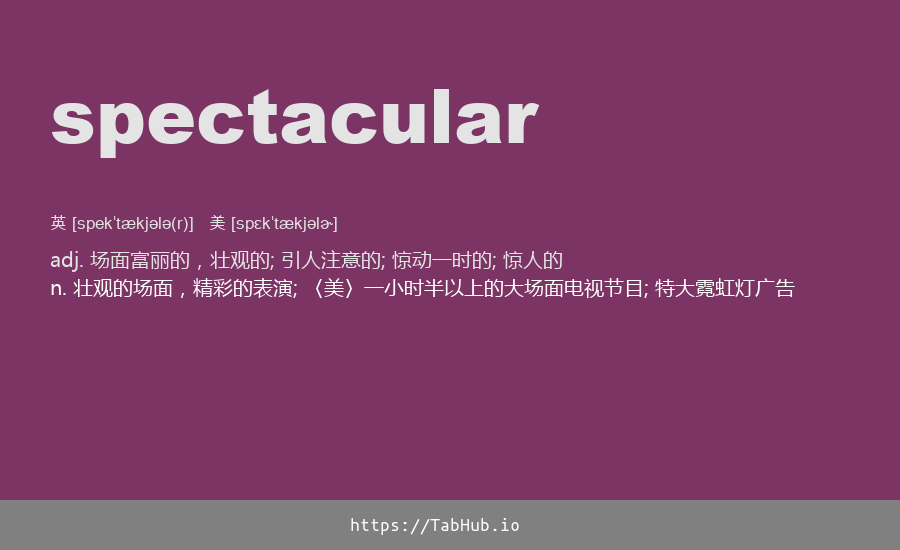 spectacular
英 [spekˈtækjələ(r)] 美 [spɛkˈtækjəlɚ]
adj. 场面富丽的，壮观的; 引人注意的; 惊动一时的; 惊人的
n. 壮观的场面，精彩的表演; 〈美〉一小时半以上的大场面电视节目; 特大霓虹灯广告
https://TabHub.io